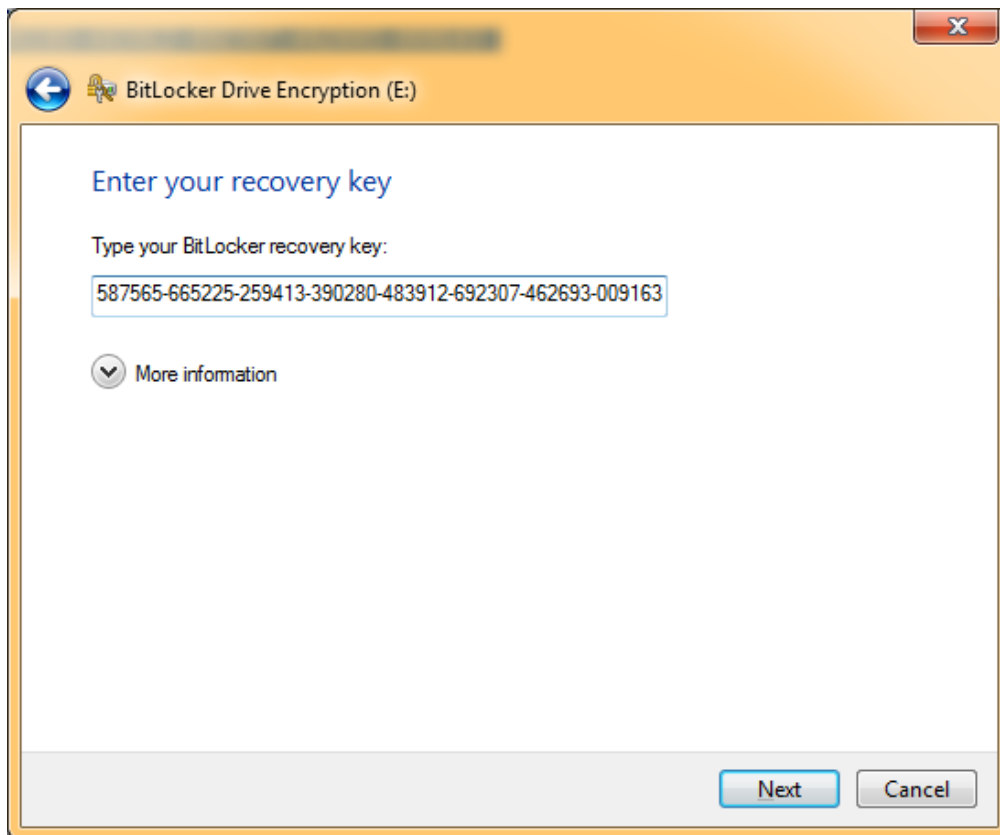 BitLocker Drive Encryption (E:)
Enter your recovery key
Type your BitLocker recovery key:
587565-665225-259413-390280-483912-692307-462693-009163
More information
Next
Cancel